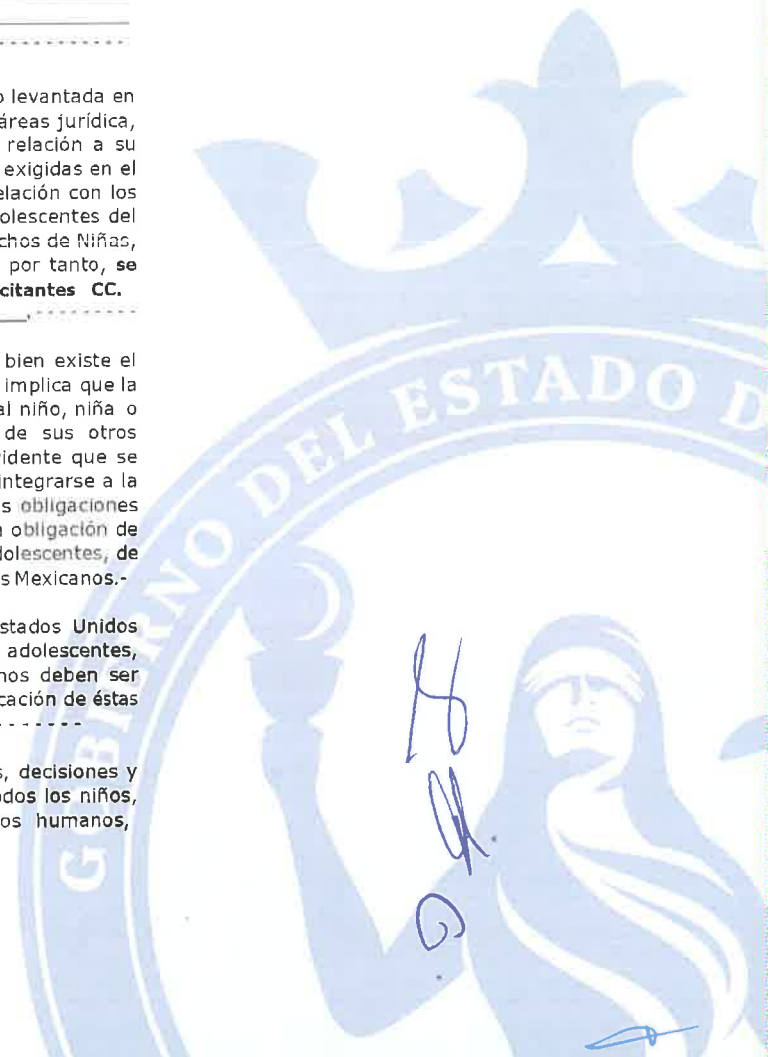 o levantada en
áreas jurídica,
relación a su
exigidas en el
elación con los
olescentes del
chos de Niñas,
por tanto, se
citantes CC.
bien existe el
implica que la
al niño, niña o
de sus otros
idente que se
integrarse a la
s obligaciones
a obligación de
dolescentes, de
s Mexicanos.-
stados Unidos
adolescentes,
nos deben ser
cación de éstas
- - - - - - -
s, decisiones y
odos los niños,
os humanos,
GOBIERNO DEL ESTADO D